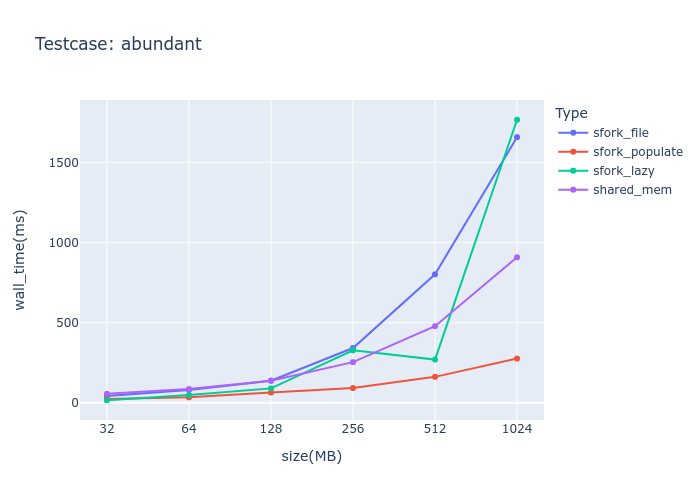 Testcase: abundant
Type
sfork_file
sfork_populate
sfork_lazy
shared_mem
wall_time(ms)
1500
1000
500
0
32 64 128 256 512 1024
size(MB)